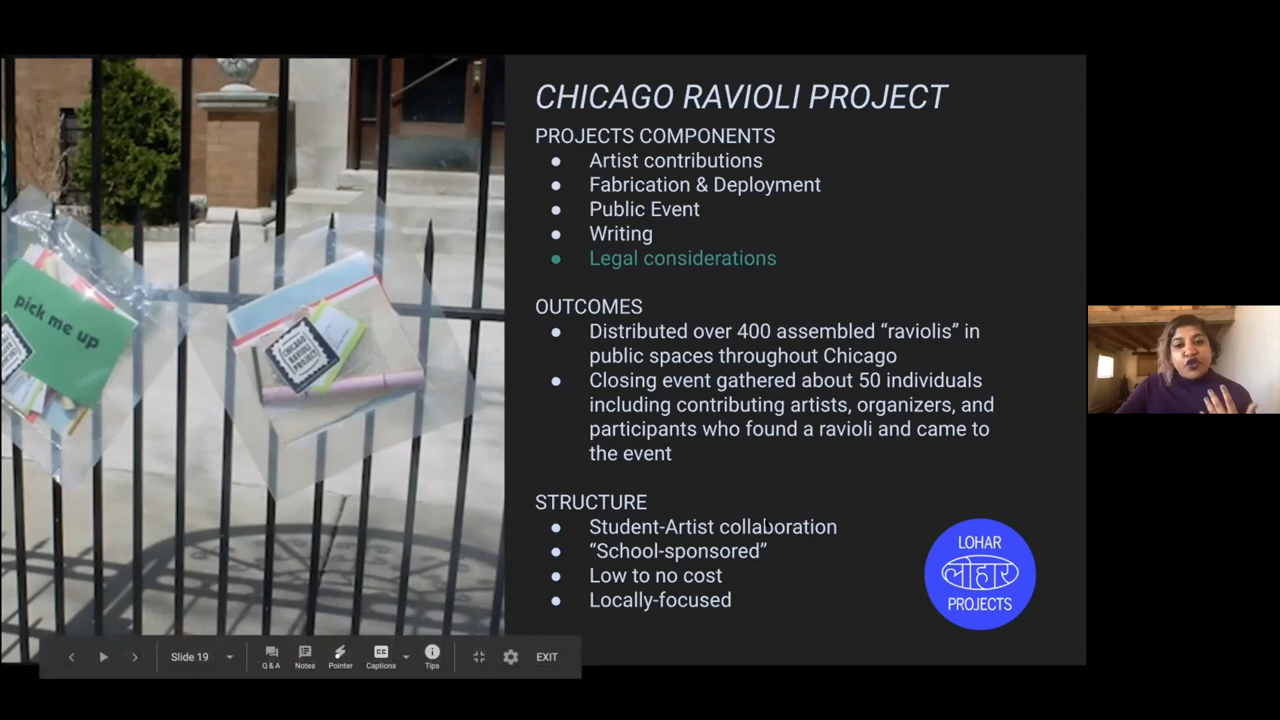 CHICAGO RAVIOLI PROJECT
PROJECTS COMPONENTS
● Artist contributions
● Fabrication & Deployment
● Public Event
● Writing
● Legal considerations
OUTCOMES
● Distributed over 400 assembled “raviolis” in
public spaces throughout Chicago
● Closing event gathered about 50 individuals
including contributing artists, organizers, and
participants who found a ravioli and came to
the event
STRUCTURE
● Student-Artist collaboration
● “School-sponsored”
● Low to no cost
● Locally-focused
LOHAR
लोहार
PROJECTS
pick me up
CHICAGO
RAVIOLI
PROJECT
Slide 19
Q & A
Notes
Pointer
Captions
Tips
EXIT